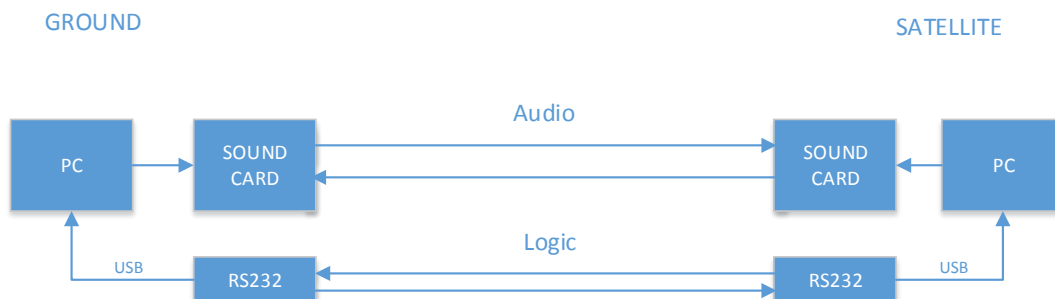 GROUND
SATELLITE
Audio
PC
SOUND
CARD
SOUND
CARD
PC
Logic
USB
RS232
RS232
USB